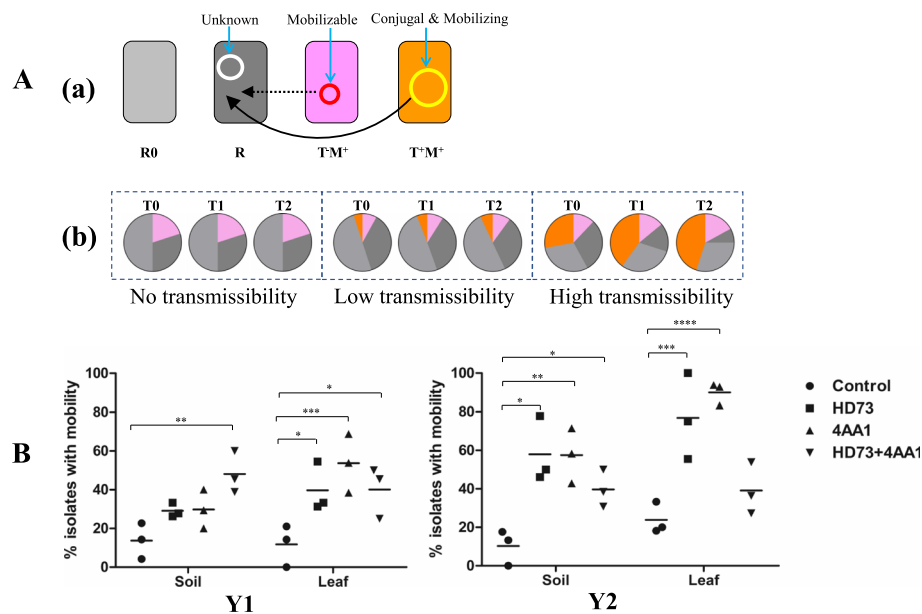 A
(a)
Unknown Mobilizable Conjugal & Mobilizing
R0 R T⁻M⁺ T⁺M⁺
(b)
T0 T1 T2 T0 T1 T2 T0 T1 T2
No transmissibility Low transmissibility High transmissibility
B
% isolates with mobility
100
80
60
40
20
0
** * *** *
Soil Leaf
Y1
% isolates with mobility
100
80
60
40
20
0
* ** * *** ****
Soil Leaf
Y2
Control
HD73
4AA1
HD73+4AA1